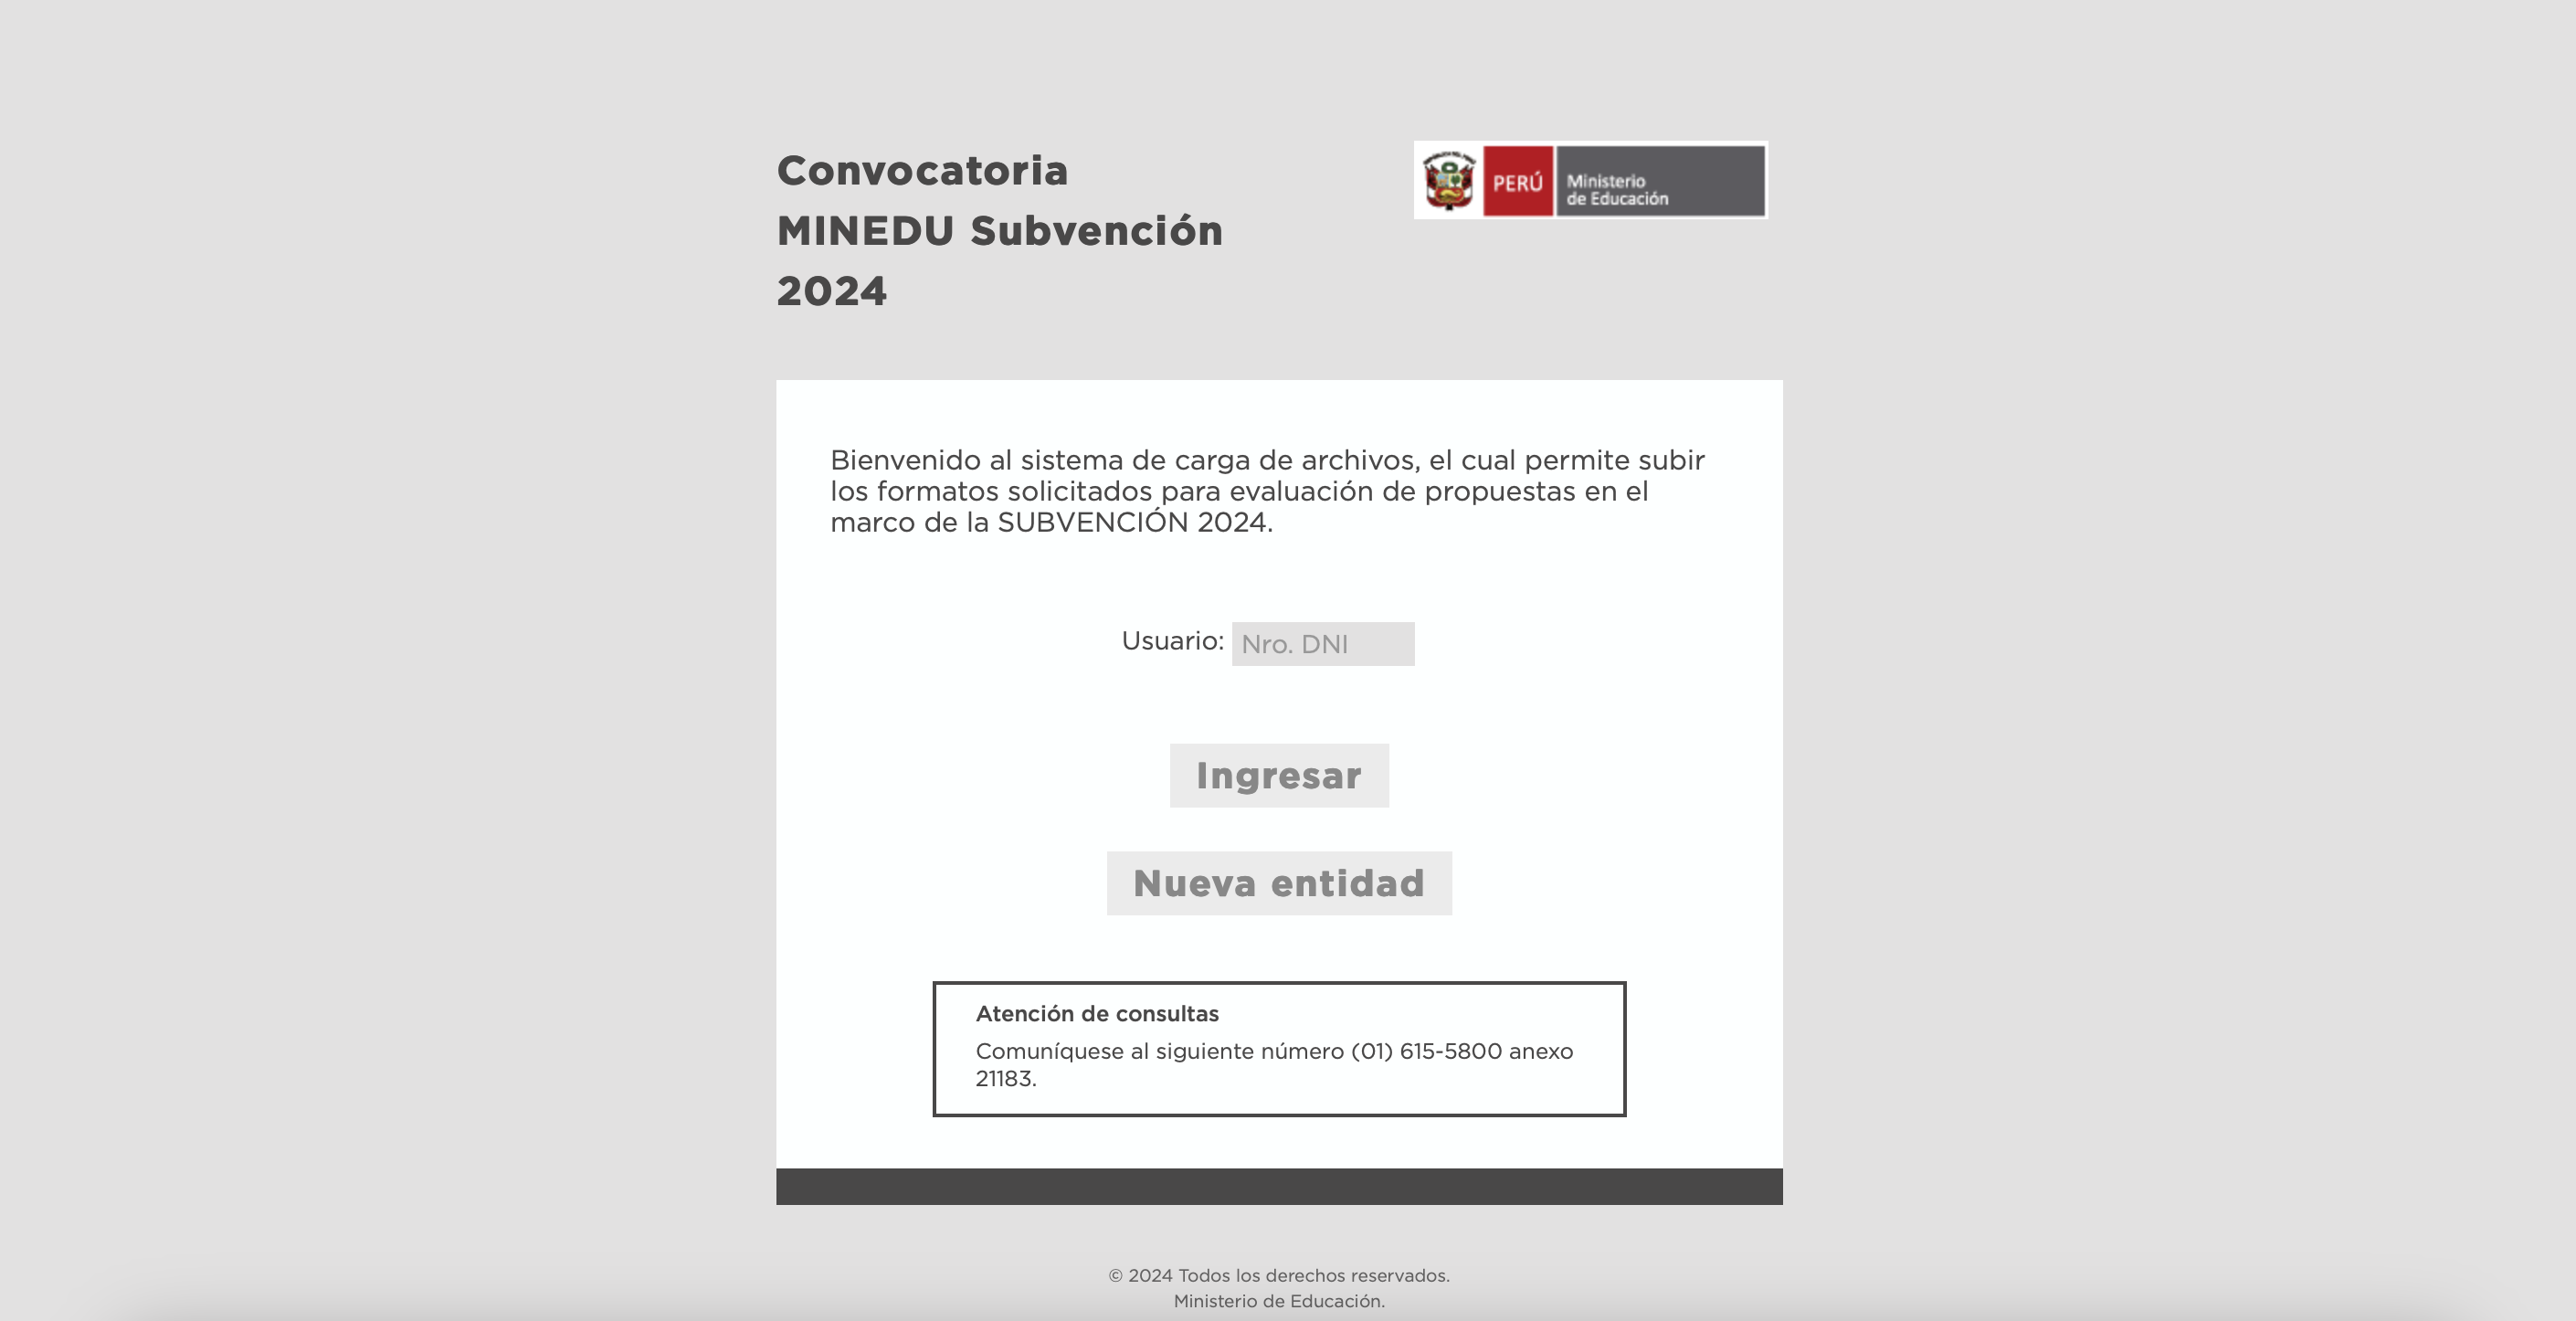 Convocatoria
MINEDU Subvención
2024
PERÚ
Ministerio
de Educación
Bienvenido al sistema de carga de archivos, el cual permite subir
los formatos solicitados para evaluación de propuestas en el
marco de la SUBVENCIÓN 2024.
Usuario: Nro. DNI
Ingresar
Nueva entidad
Atención de consultas
Comuníquese al siguiente número (01) 615-5800 anexo
21183.
© 2024 Todos los derechos reservados.
Ministerio de Educación.